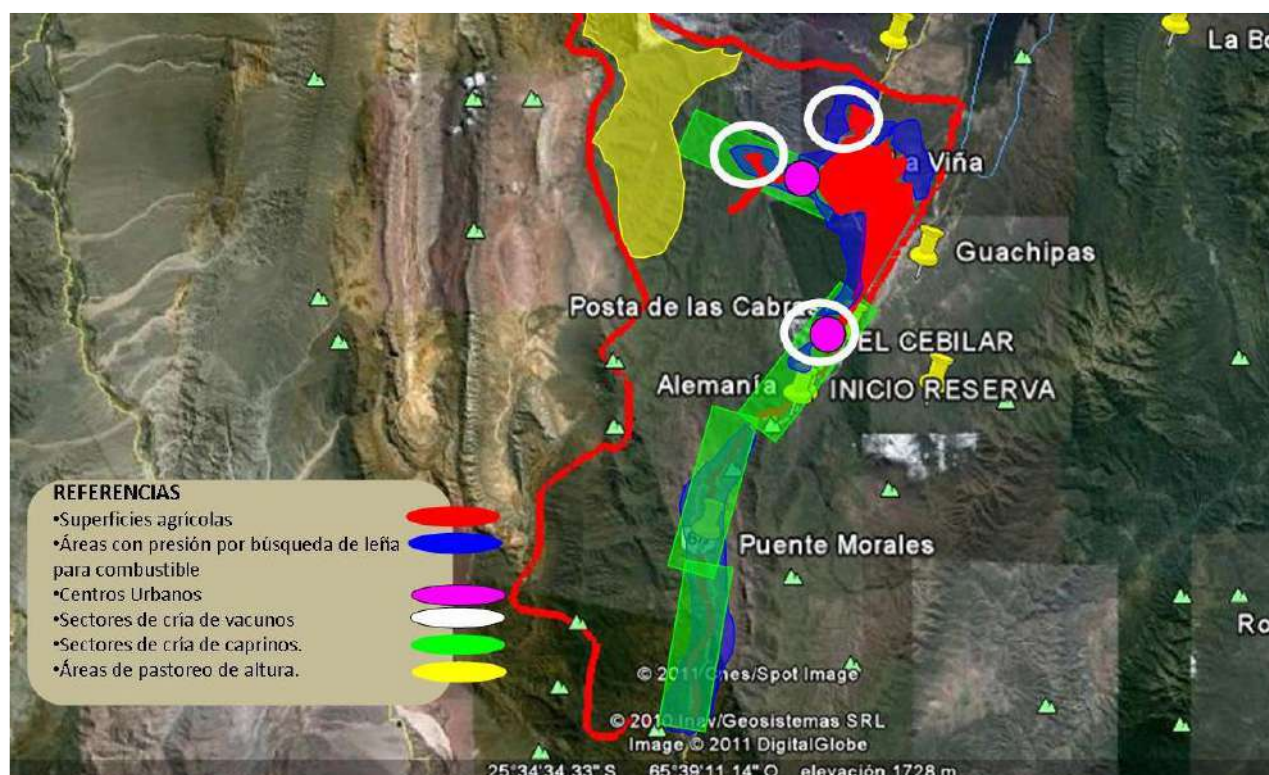 La Bo
La Viña
Guachipas
Posta de las Cabras
EL CEBILAR
Alemanía
INICIO RESERVA
REFERENCIAS
•Superficies agrícolas
•Áreas con presión por búsqueda de leña
para combustible
•Centros Urbanos
•Sectores de cría de vacunos
•Sectores de cría de caprinos.
•Áreas de pastoreo de altura.
Puente Morales
Ro
© 2011 Cnes/Spot Image
© 2010 Inav/Geosistemas SRL
Image © 2011 DigitalGlobe
25°34'34.33" S 65°39'11.14" O elevación 1728 m